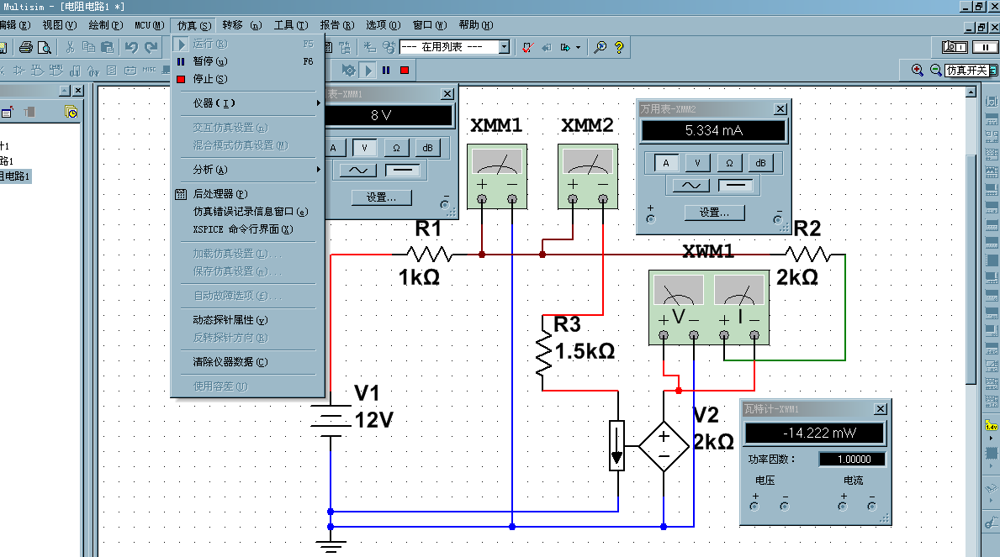 Multisim - [电阻电路1 *]
编辑(E) 视图(V) 绘制(P) MCU(M) 仿真(S) 转移 (n) 工具(T) 报告(R) 选项(O) 窗口(W) 帮助(H)
--- 在用列表 ---
?
MISC
仿真开关
运行(R) F5
暂停(u) F6
停止(S)
仪器(I)
交互仿真设置(n)
混合模式仿真设置(M)
分析(A)
后处理器(P)
仿真错误记录信息窗口(e)
XSPICE 命令行界面(X)
加载仿真设置(L)...
保存仿真设置(m)...
自动故障选项(f)...
动态探针属性(y)
反转探针方向(R)
清除仪器数据(C)
使用容差(U)
计1
路1
阻电路1
表-XMM1
8 V
A V Ω dB
设置...
−
XMM1
+ −
XMM2
+ −
万用表-XMM2
5.334 mA
A V Ω dB
设置...
+ −
R1
1kΩ
R2
2kΩ
XWM1
+ V − + I −
R3
1.5kΩ
V1
12V
V2
2kΩ
+
−
瓦特计-XWM1
-14.222 mW
功率因数: 1.00000
电压 电流
+ − + −
1.4v